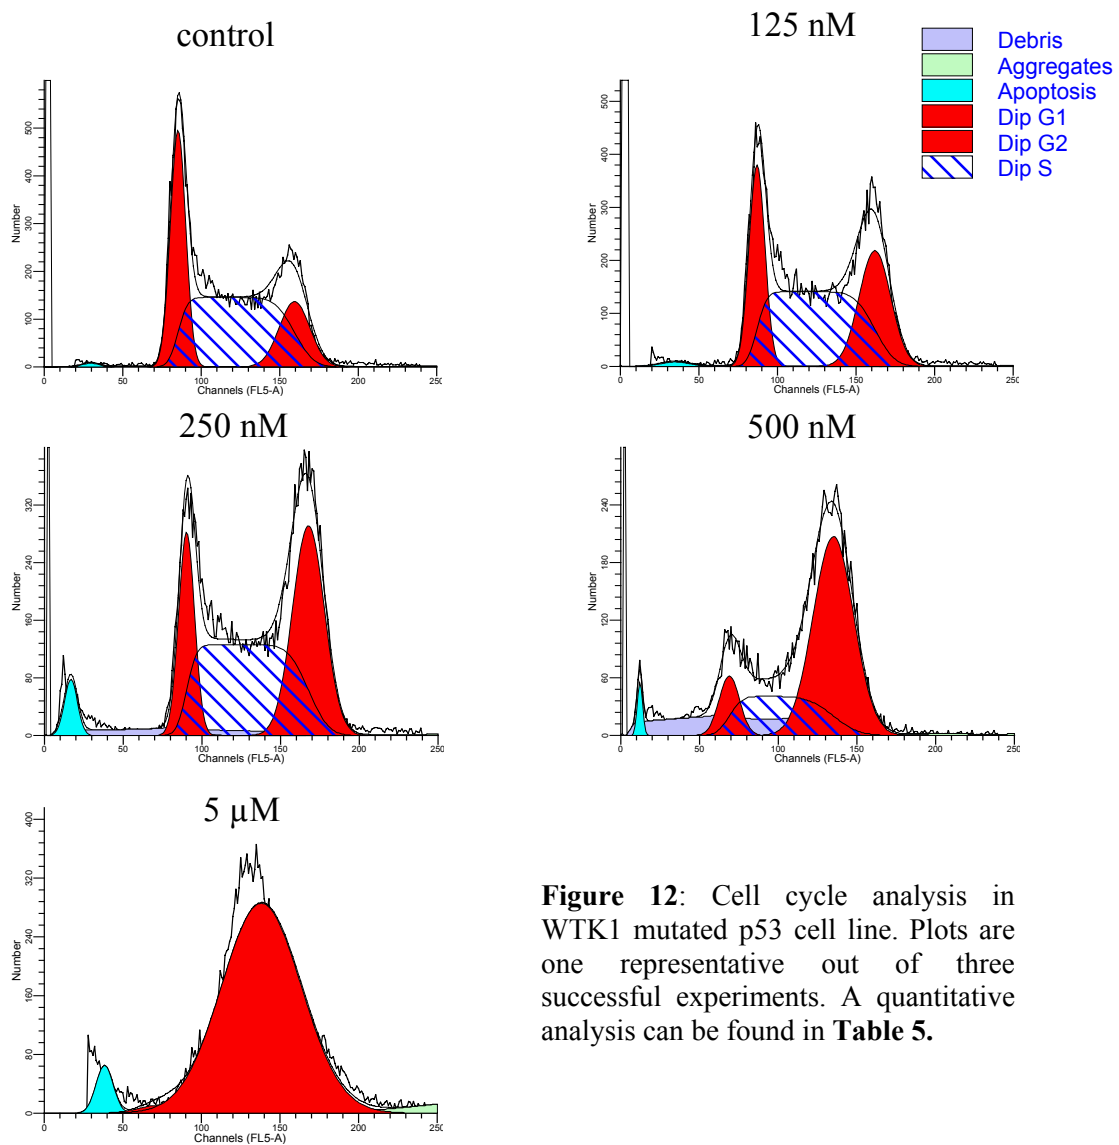 control
125 nM
Debris
Aggregates
Apoptosis
Dip G1
Dip G2
Dip S
Number
0 100 200 300 400 500
0 50 100 150 200 250
Channels (FL5-A)
Number
0 100 200 300 400 500
0 50 100 150 200 250
Channels (FL5-A)
250 nM
500 nM
Number
0 80 160 240 320
0 50 100 150 200 250
Channels (FL5-A)
Number
0 60 120 180 240
0 50 100 150 200 250
Channels (FL5-A)
5 µM
Number
0 80 160 240 320 400
0 50 100 150 200 250
Channels (FL5-A)
Figure 12: Cell cycle analysis in
WTK1 mutated p53 cell line. Plots are
one representative out of three
successful experiments. A quantitative
analysis can be found in Table 5.